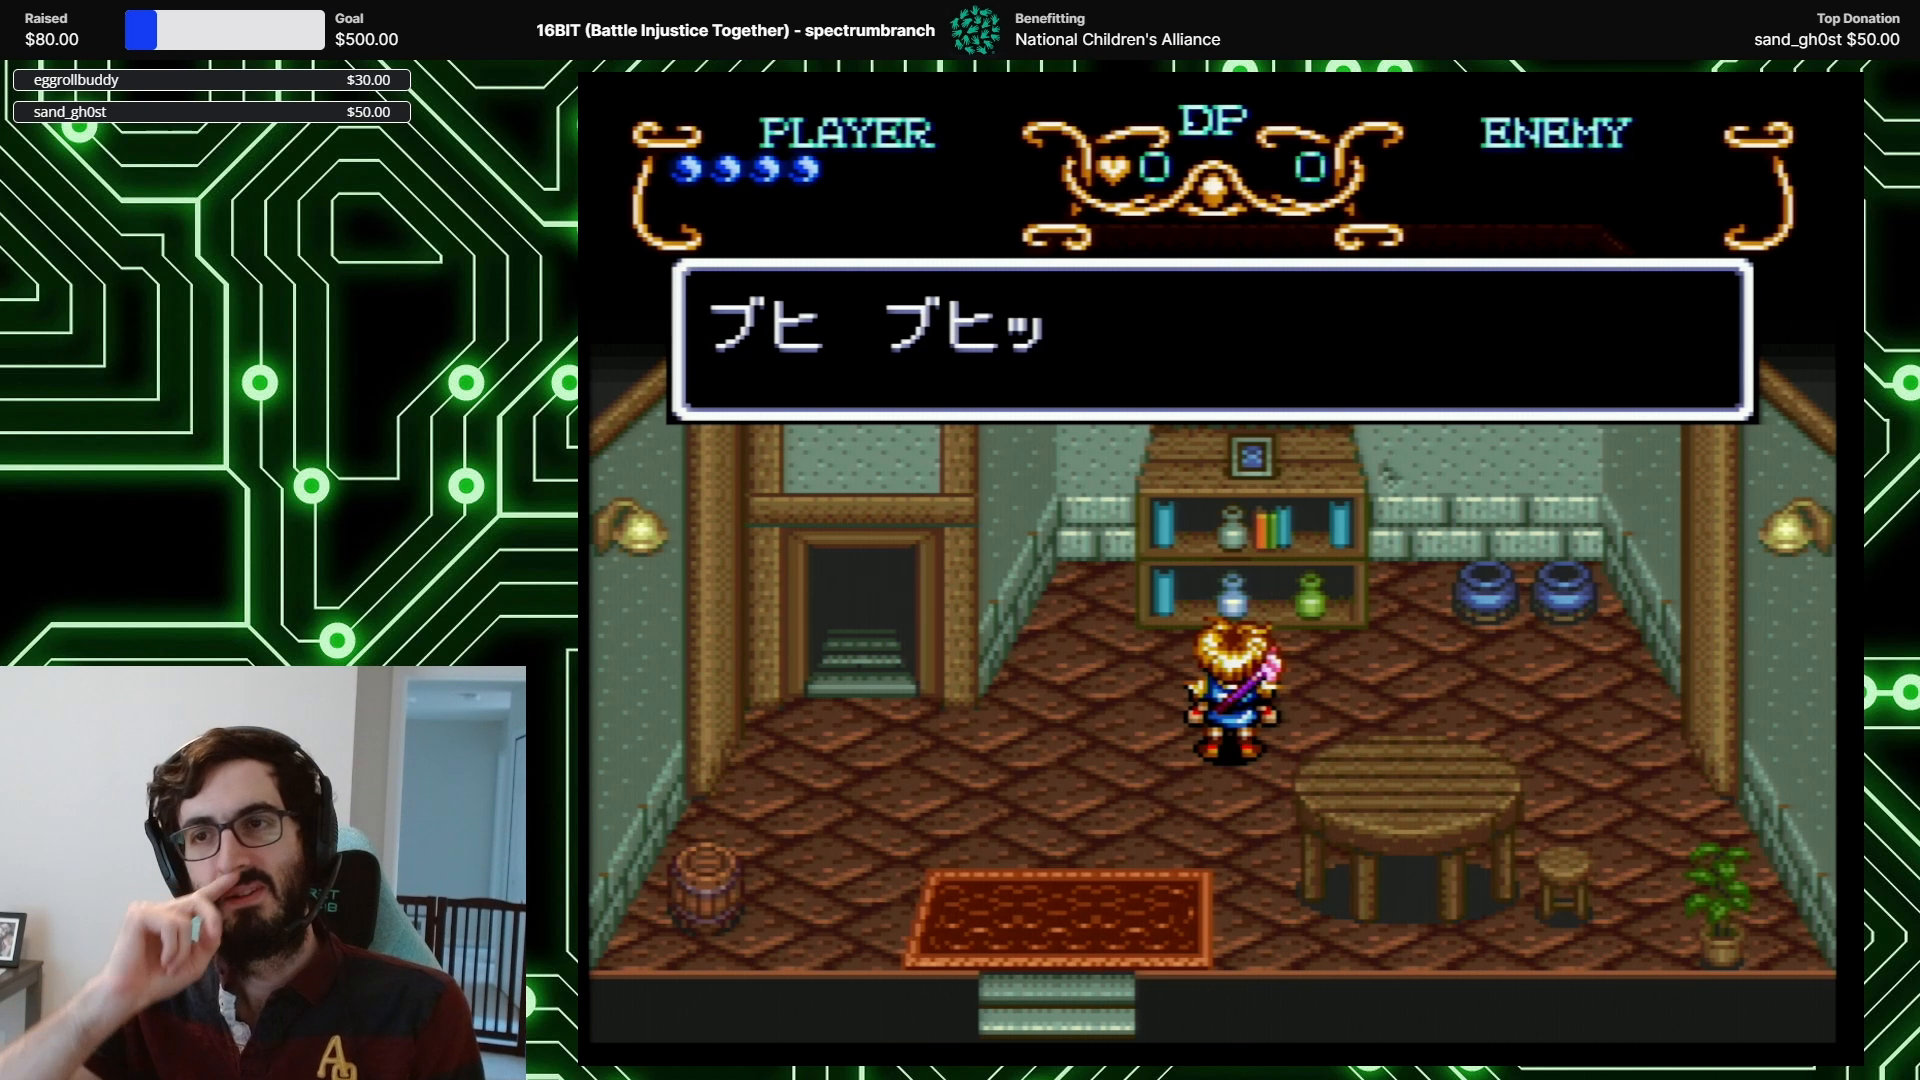 Raised
$80.00
Goal
$500.00
16BIT (Battle Injustice Together) - spectrumbranch
Benefitting
National Children's Alliance
Top Donation
sand_gh0st $50.00
eggrollbuddy $30.00
sand_gh0st $50.00
PLAYER
DP
ENEMY
0
0
ブヒ ブヒッ